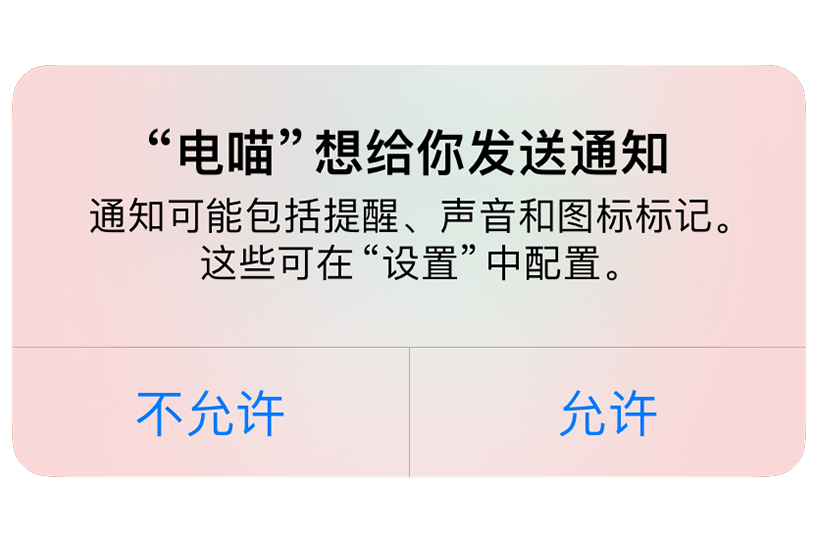 “电喵”想给你发送通知
通知可能包括提醒、声音和图标标记。
这些可在“设置”中配置。
不允许
允许